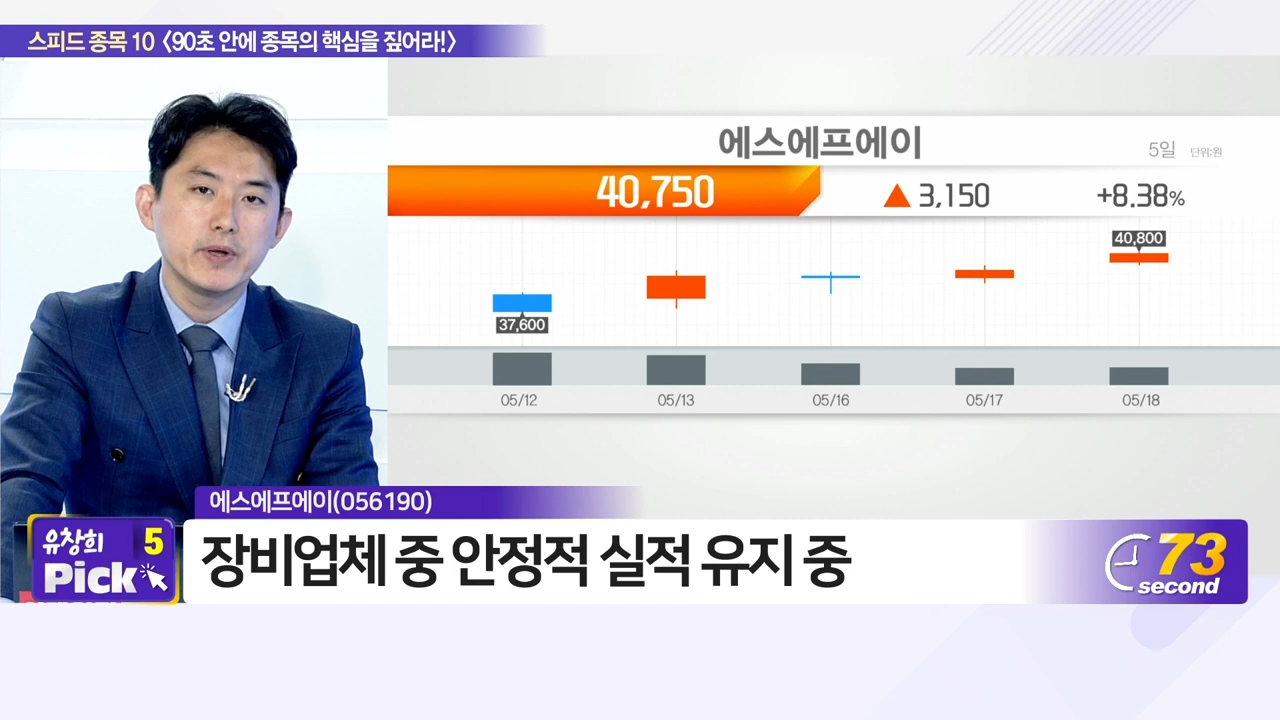 스피드 종목 10 <90초 안에 종목의 핵심을 짚어라!>
에스에프에이
5일 단위:원
40,750
▲ 3,150
+8.38%
40,800
37,600
05/12 05/13 05/16 05/17 05/18
에스에프에이(056190)
유창희 5
Pick
장비업체 중 안정적 실적 유지 중
73
second